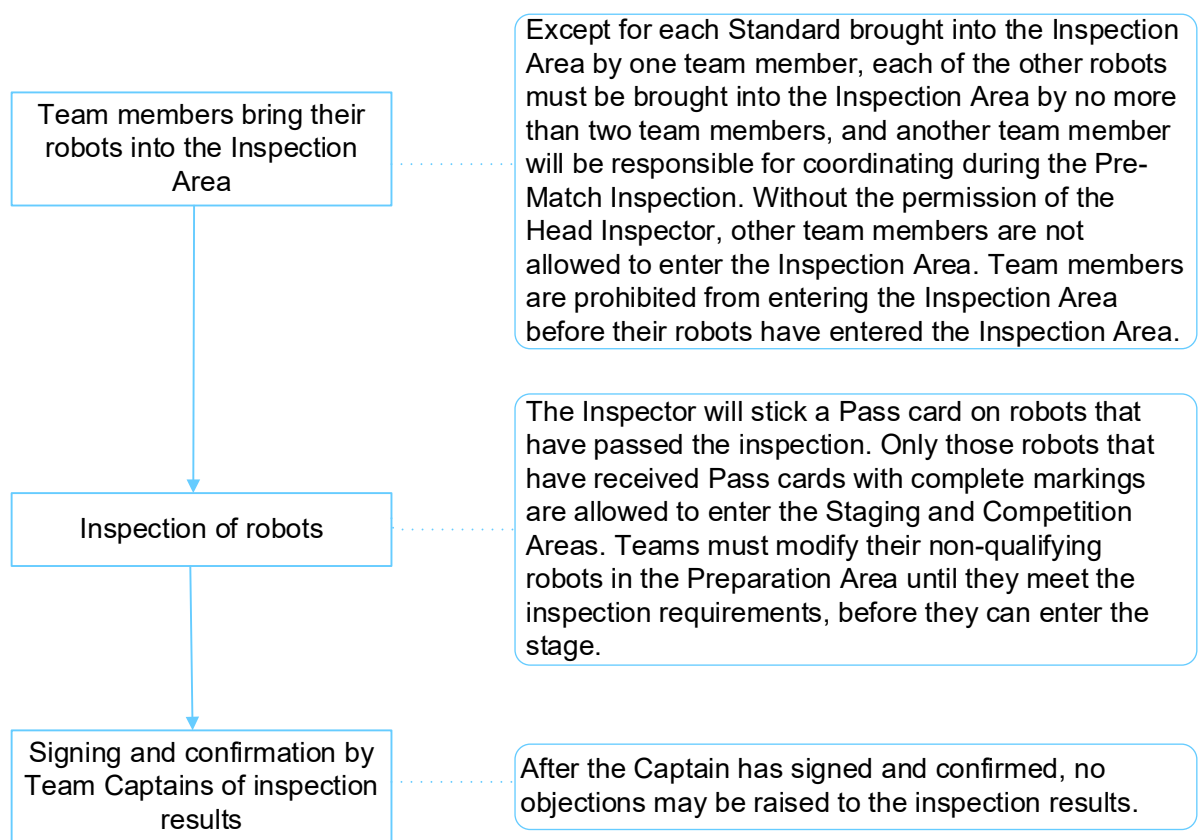 Team members bring their
robots into the Inspection
Area
Except for each Standard brought into the Inspection
Area by one team member, each of the other robots
must be brought into the Inspection Area by no more
than two team members, and another team member
will be responsible for coordinating during the Pre-
Match Inspection. Without the permission of the
Head Inspector, other team members are not
allowed to enter the Inspection Area. Team members
are prohibited from entering the Inspection Area
before their robots have entered the Inspection Area.
Inspection of robots
The Inspector will stick a Pass card on robots that
have passed the inspection. Only those robots that
have received Pass cards with complete markings
are allowed to enter the Staging and Competition
Areas. Teams must modify their non-qualifying
robots in the Preparation Area until they meet the
inspection requirements, before they can enter the
stage.
Signing and confirmation by
Team Captains of inspection
results
After the Captain has signed and confirmed, no
objections may be raised to the inspection results.